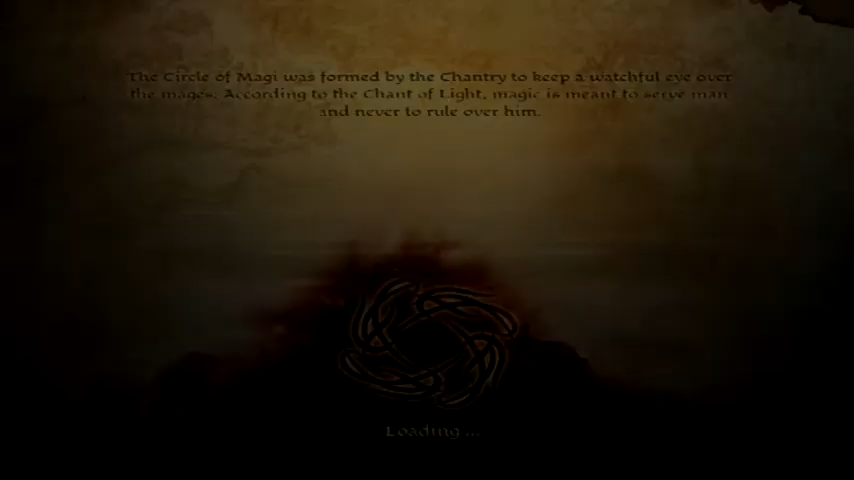 The Circle of Magi was formed by the Chantry to keep a watchful eye over
the mages. According to the Chant of Light, magic is meant to serve man
and never to rule over him.
Loading ...